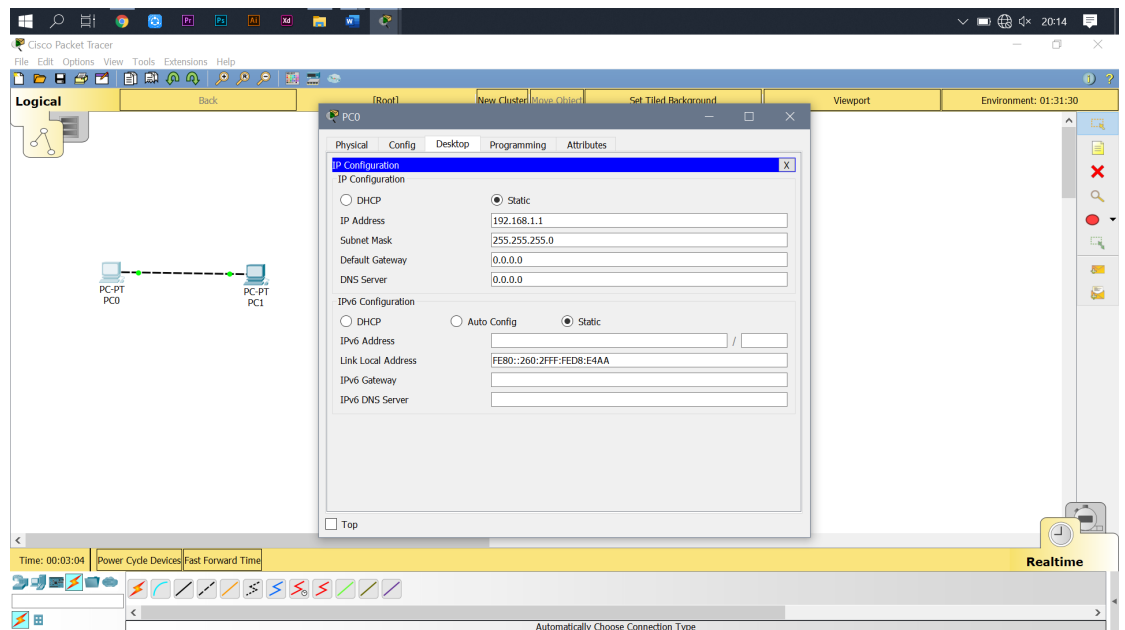 Pr Ps Ai Xd W 20:14
Cisco Packet Tracer
File Edit Options View Tools Extensions Help
i ?
Logical Back [Root] New Cluster Move Object Set Tiled Background Viewport Environment: 01:31:30
PC0
Physical Config Desktop Programming Attributes
IP Configuration X
IP Configuration
DHCP Static
IP Address 192.168.1.1
Subnet Mask 255.255.255.0
Default Gateway 0.0.0.0
DNS Server 0.0.0.0
IPv6 Configuration
DHCP Auto Config Static
IPv6 Address /
Link Local Address FE80::260:2FFF:FED8:E4AA
IPv6 Gateway
IPv6 DNS Server
Top
PC-PT
PC0
PC-PT
PC1
Time: 00:03:04 Power Cycle Devices Fast Forward Time Realtime
Automatically Choose Connection Type